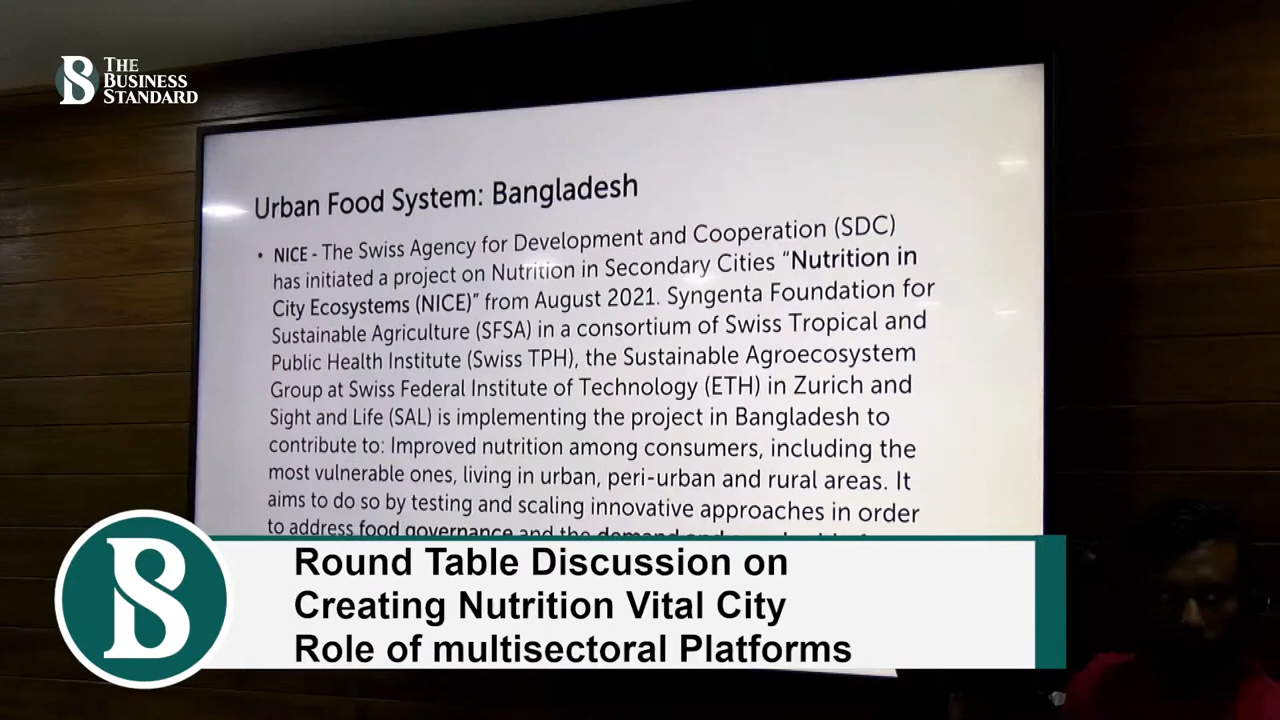 THE
BUSINESS
STANDARD
Urban Food System: Bangladesh
• NICE - The Swiss Agency for Development and Cooperation (SDC)
has initiated a project on Nutrition in Secondary Cities “Nutrition in
City Ecosystems (NICE)” from August 2021. Syngenta Foundation for
Sustainable Agriculture (SFSA) in a consortium of Swiss Tropical and
Public Health Institute (Swiss TPH), the Sustainable Agroecosystem
Group at Swiss Federal Institute of Technology (ETH) in Zurich and
Sight and Life (SAL) is implementing the project in Bangladesh to
contribute to: Improved nutrition among consumers, including the
most vulnerable ones, living in urban, peri-urban and rural areas. It
aims to do so by testing and scaling innovative approaches in order
to address food governance and the demand and
Round Table Discussion on
Creating Nutrition Vital City
Role of multisectoral Platforms